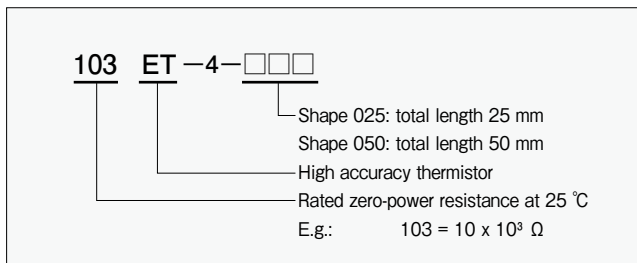 103 ET－4－□□□
Shape 025: total length 25 mm
Shape 050: total length 50 mm
High accuracy thermistor
Rated zero-power resistance at 25 ℃
E.g.: 103 = 10 x 10³ Ω